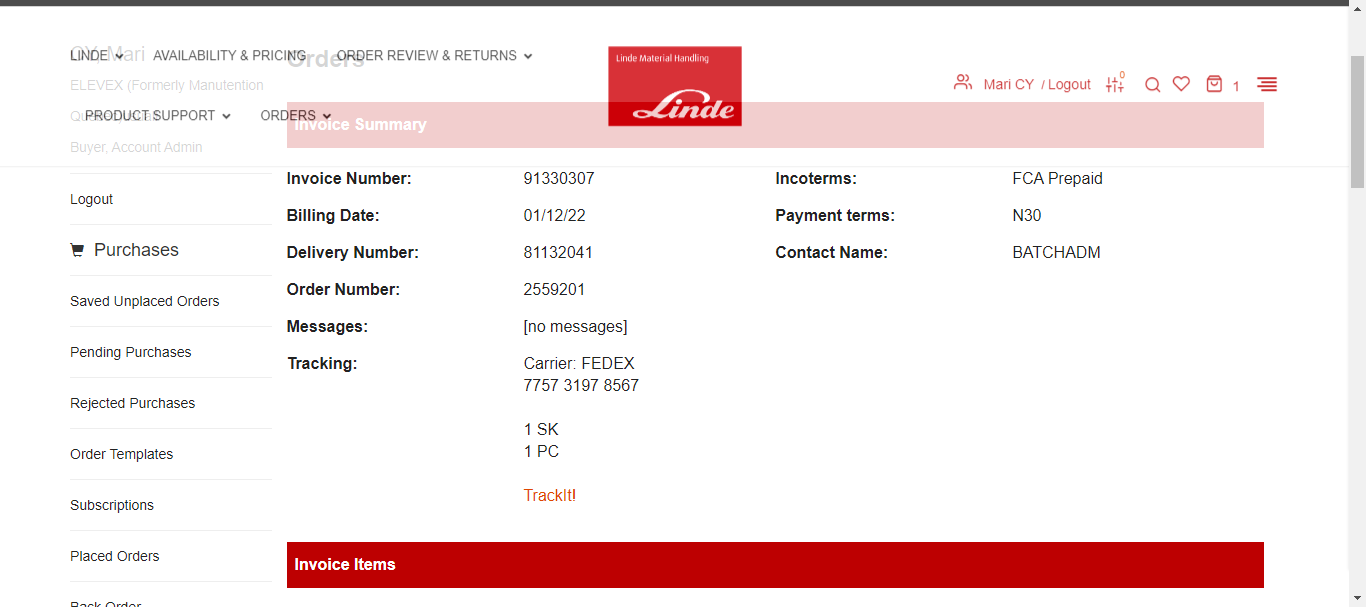 LINDE AVAILABILITY & PRICING ORDER REVIEW & RETURNS
CY, Mari
Orders
Linde Material Handling
Linde
Mari CY / Logout 0 1
ELEVEX (Formerly Manutention
PRODUCT SUPPORT ORDERS
Invoice Summary
Buyer, Account Admin
Logout
Purchases
Saved Unplaced Orders
Pending Purchases
Rejected Purchases
Order Templates
Subscriptions
Placed Orders
Back Order
Invoice Number: 91330307
Billing Date: 01/12/22
Delivery Number: 81132041
Order Number: 2559201
Messages: [no messages]
Tracking: Carrier: FEDEX
7757 3197 8567
1 SK
1 PC
TrackIt!
Incoterms: FCA Prepaid
Payment terms: N30
Contact Name: BATCHADM
Invoice Items